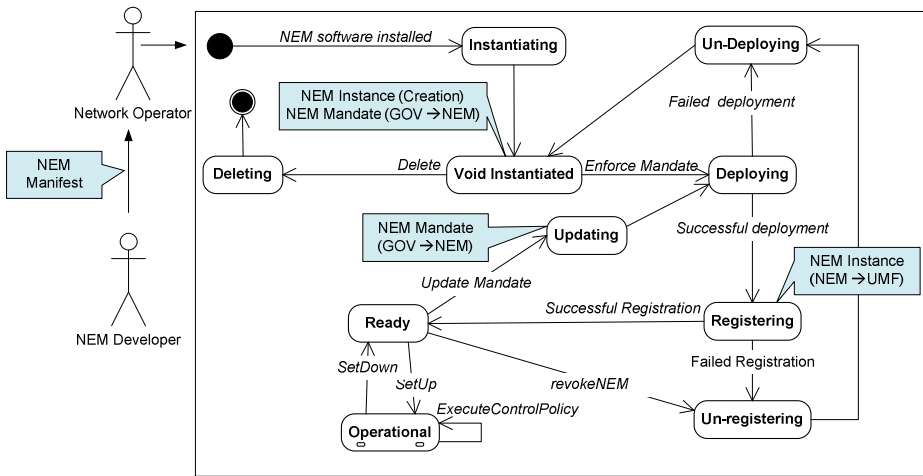 NEM software installed
Instantiating
Un-Deploying
NEM Instance (Creation)
NEM Mandate (GOV →NEM)
Failed deployment
Network Operator
NEM
Manifest
Deleting
Delete
Void Instantiated
Enforce Mandate
Deploying
NEM Mandate
(GOV →NEM)
Updating
Successful deployment
NEM Instance
(NEM →UMF)
Update Mandate
NEM Developer
Ready
Successful Registration
Registering
SetDown
SetUp
revokeNEM
Failed Registration
ExecuteControlPolicy
Operational
Un-registering